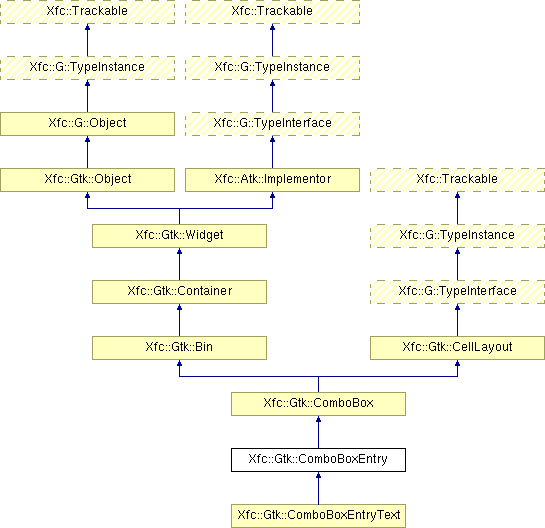 Xfc::Trackable
Xfc::Trackable
Xfc::G::TypeInstance
Xfc::G::TypeInstance
Xfc::G::Object
Xfc::G::TypeInterface
Xfc::Gtk::Object
Xfc::Atk::Implementor
Xfc::Trackable
Xfc::Gtk::Widget
Xfc::G::TypeInstance
Xfc::Gtk::Container
Xfc::G::TypeInterface
Xfc::Gtk::Bin
Xfc::Gtk::CellLayout
Xfc::Gtk::ComboBox
Xfc::Gtk::ComboBoxEntry
Xfc::Gtk::ComboBoxEntryText